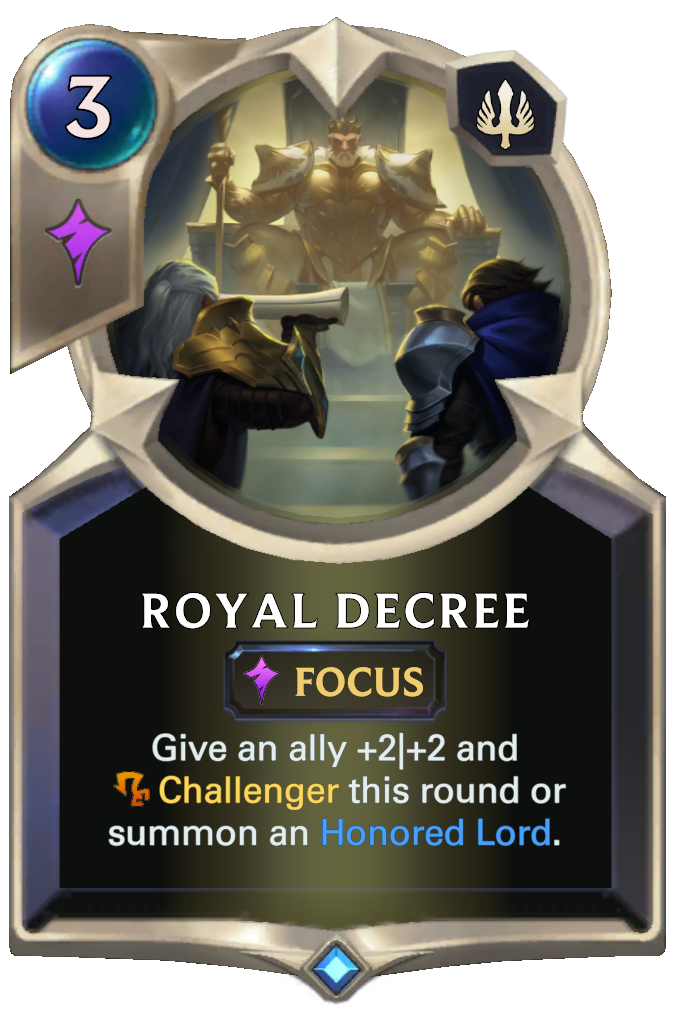 3
ROYAL DECREE
FOCUS
Give an ally +2|+2 and
Challenger this round or
summon an Honored Lord.